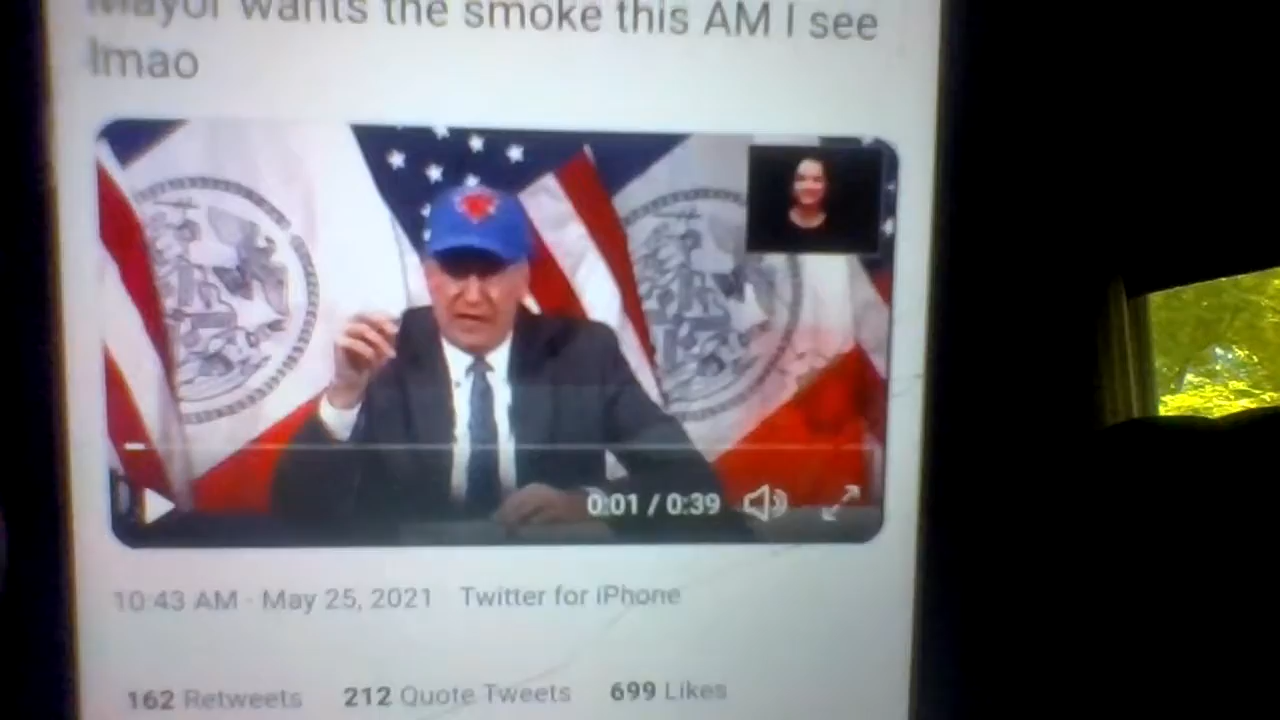 Mayor wants the smoke this AM I see
lmao
0:01 / 0:39
10:43 AM · May 25, 2021 Twitter for iPhone
162 Retweets 212 Quote Tweets 699 Likes